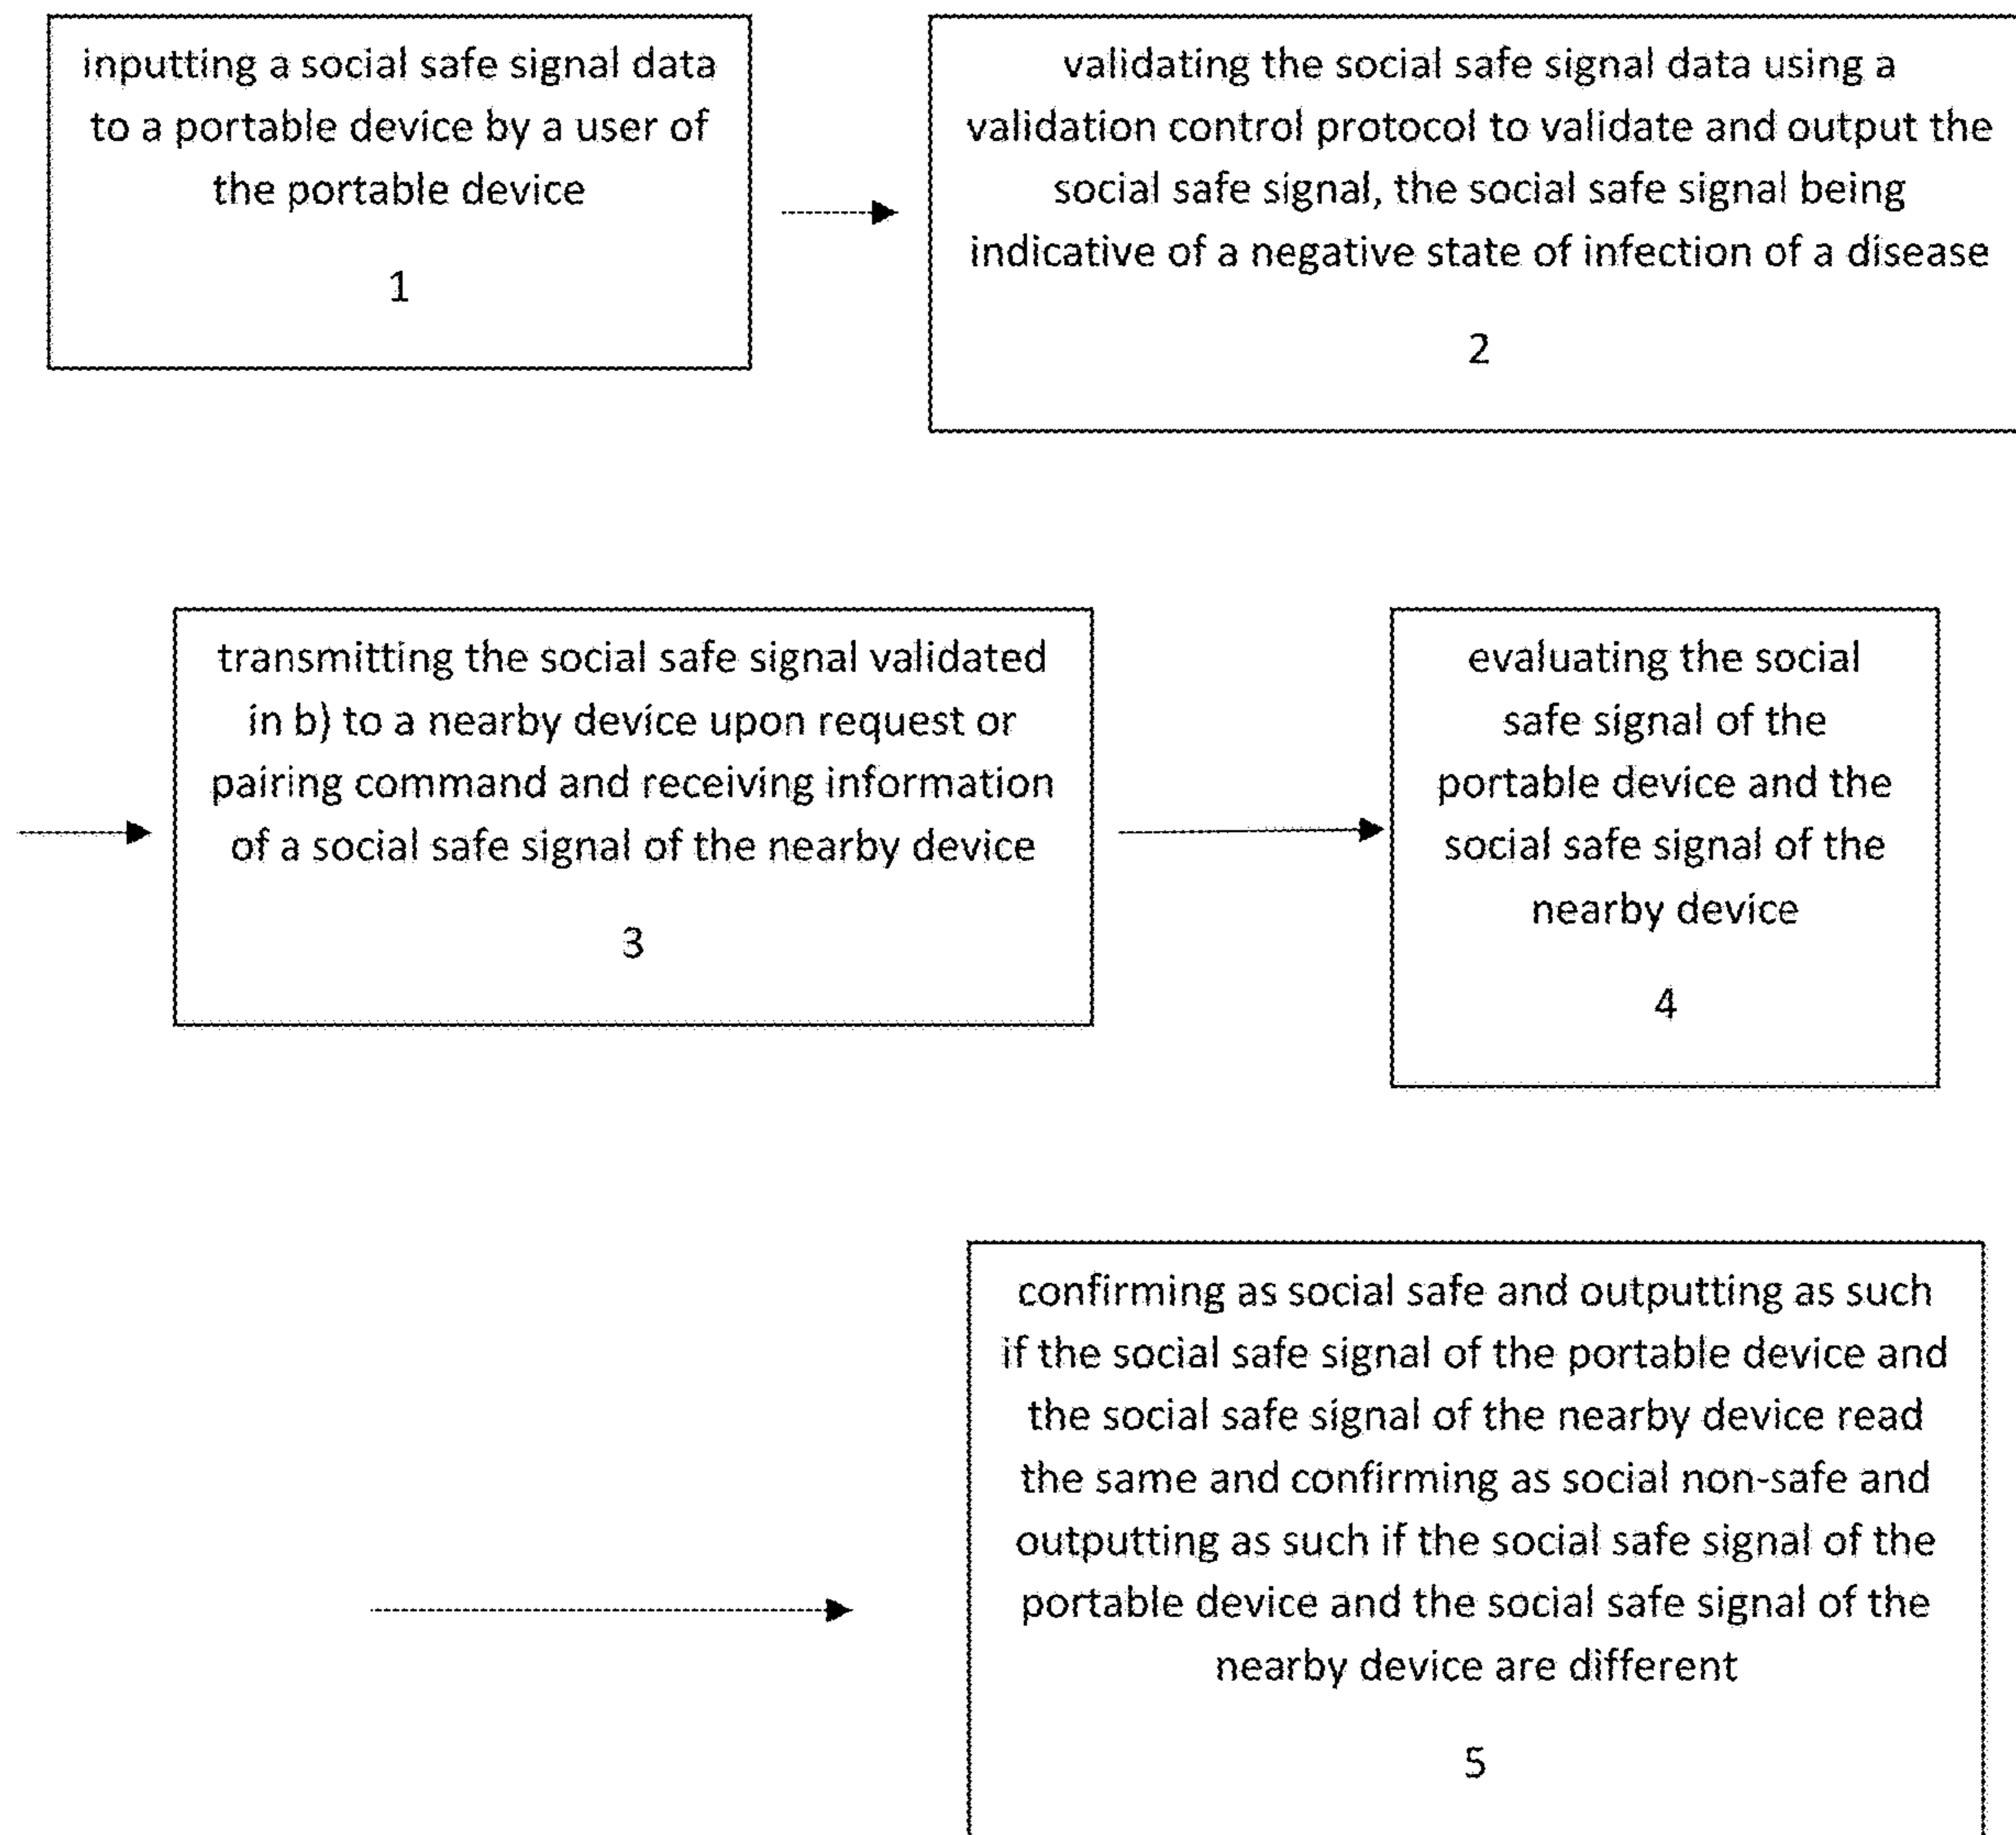 inputting a social safe signal data
to a portable device by a user of
the portable device
1
validating the social safe signal data using a
validation control protocol to validate and output the
social safe signal, the social safe signal being
indicative of a negative state of infection of a disease
2
transmitting the social safe signal validated
in b) to a nearby device upon request or
pairing command and receiving information
of a social safe signal of the nearby device
3
evaluating the social
safe signal of the
portable device and the
social safe signal of the
nearby device
4
confirming as social safe and outputting as such
if the social safe signal of the portable device and
the social safe signal of the nearby device read
the same and confirming as social non-safe and
outputting as such if the social safe signal of the
portable device and the social safe signal of the
nearby device are different
5